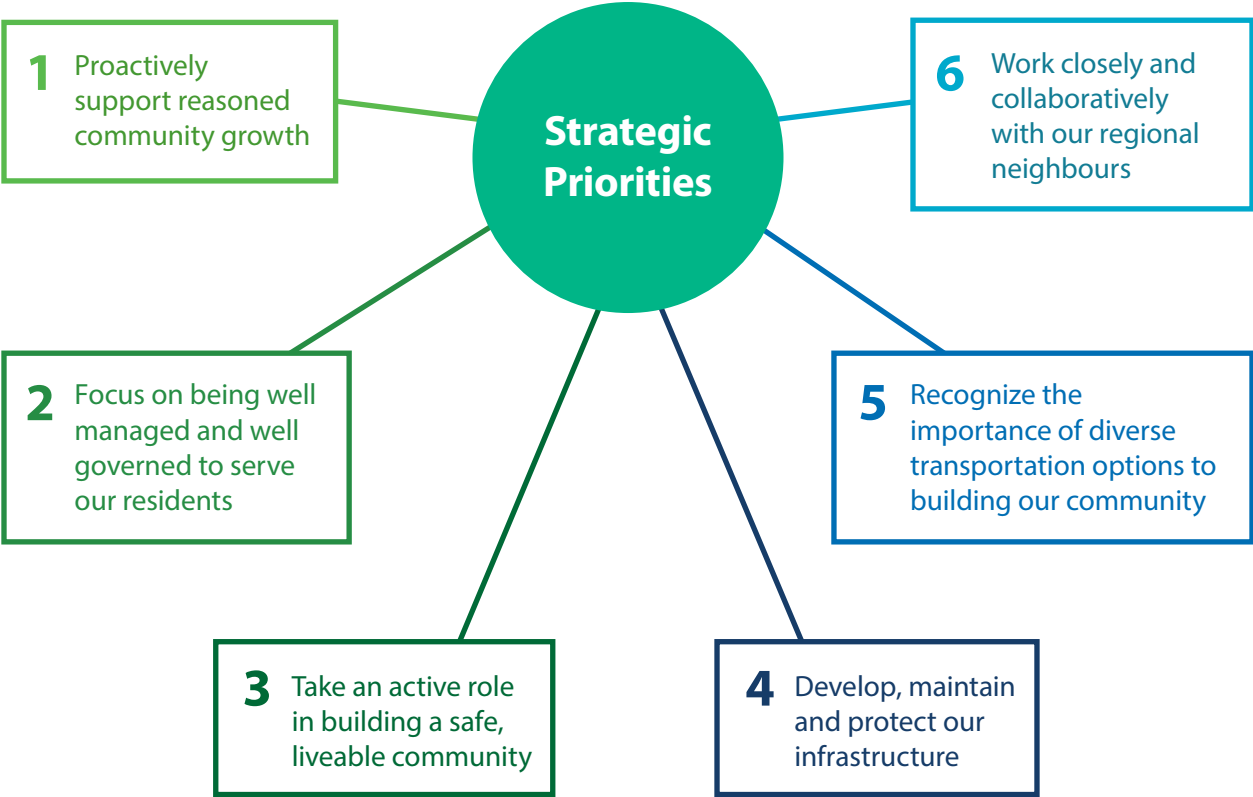 Strategic
Priorities
1 Proactively
support reasoned
community growth
2 Focus on being well
managed and well
governed to serve
our residents
3 Take an active role
in building a safe,
liveable community
4 Develop, maintain
and protect our
infrastructure
5 Recognize the
importance of diverse
transportation options to
building our community
6 Work closely and
collaboratively
with our regional
neighbours